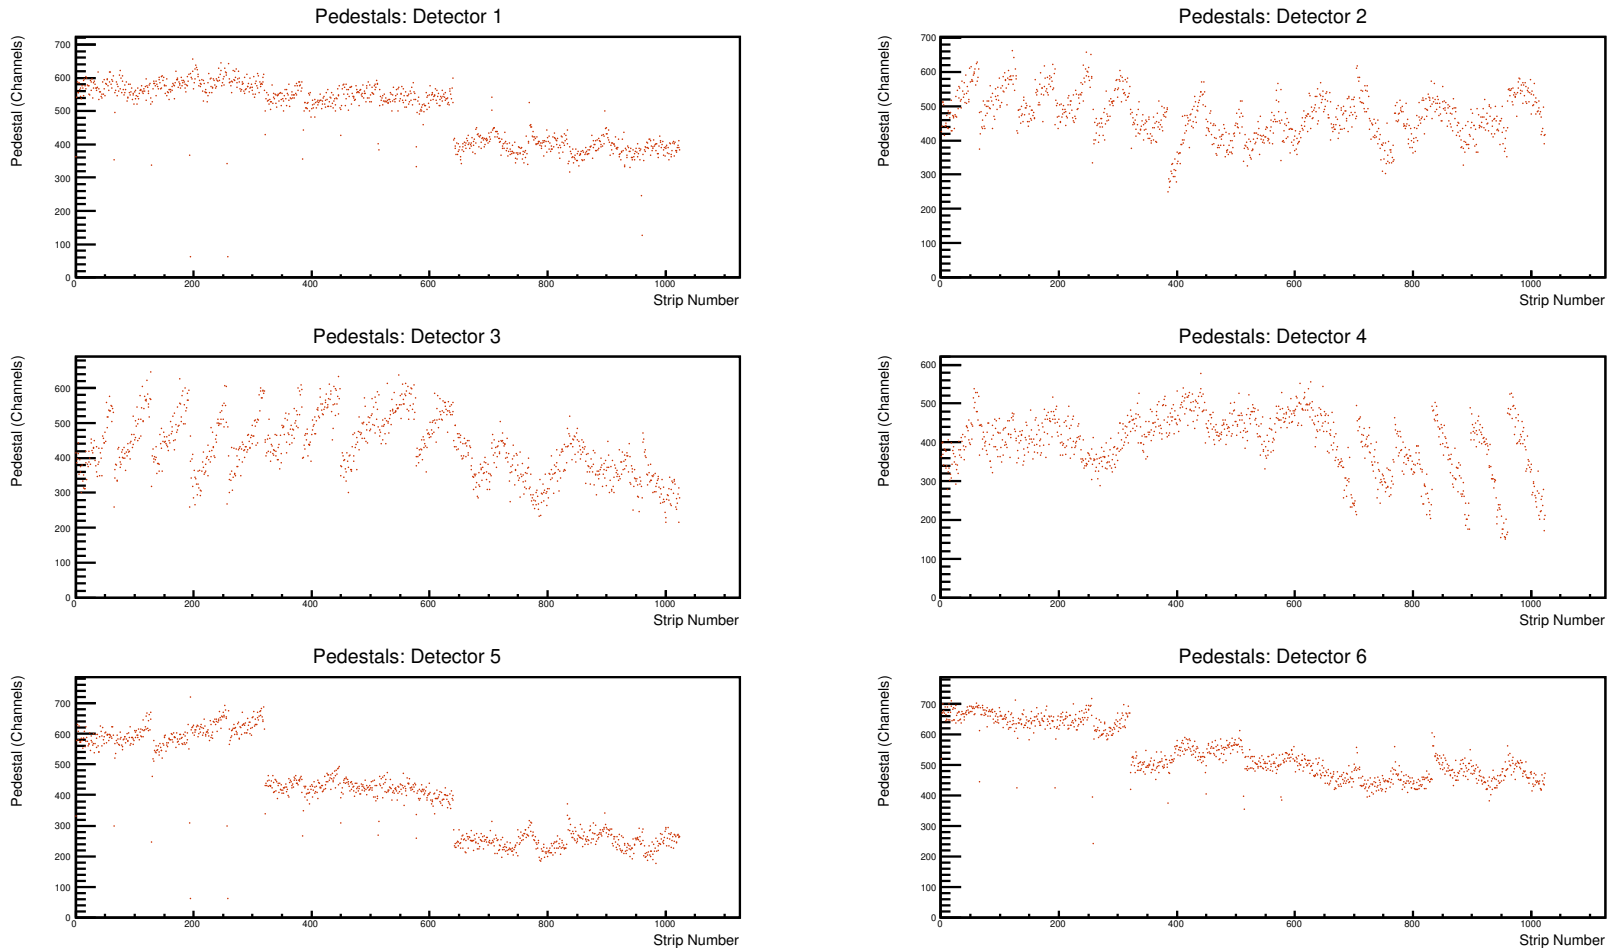 Pedestals: Detector 1
Pedestal (Channels)
700
600
500
400
300
200
100
0
0 200 400 600 800 1000
Strip Number
Pedestals: Detector 2
Pedestal (Channels)
700
600
500
400
300
200
100
0
0 200 400 600 800 1000
Strip Number
Pedestals: Detector 3
Pedestal (Channels)
600
500
400
300
200
100
0
0 200 400 600 800 1000
Strip Number
Pedestals: Detector 4
Pedestal (Channels)
600
500
400
300
200
100
0
0 200 400 600 800 1000
Strip Number
Pedestals: Detector 5
Pedestal (Channels)
700
600
500
400
300
200
100
0
0 200 400 600 800 1000
Strip Number
Pedestals: Detector 6
Pedestal (Channels)
700
600
500
400
300
200
100
0
0 200 400 600 800 1000
Strip Number